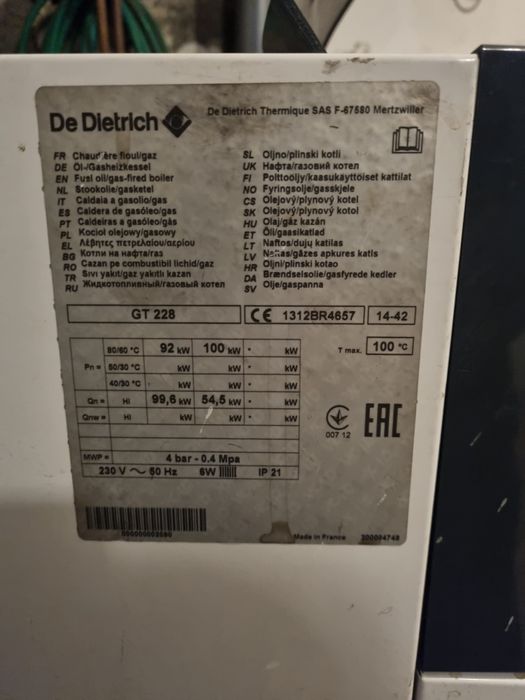 De Dietrich
De Dietrich Thermique SAS F-67580 Mertzwiller
FR Chaudière fioul/gaz
DE Öl-/Gasheizkessel
EN Fuel oil/gas-fired boiler
NL Stookolie/gasketel
IT Caldaia a gasolio/gas
ES Caldera de gasóleo/gas
PT Caldeiras a gasóleo/gás
PL Kocioł olejowy/gasowy
EL Λέβητες πετρελαίου/αερίου
BG Котли на нафта/газ
RO Cazan pe combustibil lichid/gaz
TR Sıvı yakıt/gaz yakıtlı kazan
RU Жидкотопливный/газовый котел
SL Oljno/plinski kotli
UK Нафта/газовий котел
FI Polttoöljy/kaasukäyttöiset kattilat
NO Fyringsolje/gasskjele
CS Olejový/plynový kotel
SK Olejový/plynový kotol
HU Olaj/gáz kazán
ET Õli/gaasikatlad
LT Naftos/dujų katilas
LV Naftas/gāzes apkures katls
HR Oljni/plinski kotao
DA Brændselsolie/gasfyrede kedler
SV Olje/gaspanna
GT 228
CE 1312BR4657
14-42
80/60 °C 92 kW 100 kW - kW
T max. 100 °C
Pn = 50/30 °C kW kW - kW
40/30 °C kW kW - kW
Qn = Hi 99,6 kW 54,5 kW - kW
Qnw = Hi kW kW - kW
007 12
EAC
MWP = 4 bar - 0,4 Mpa
230 V ~ 50 Hz 6W IP 21
Made in France